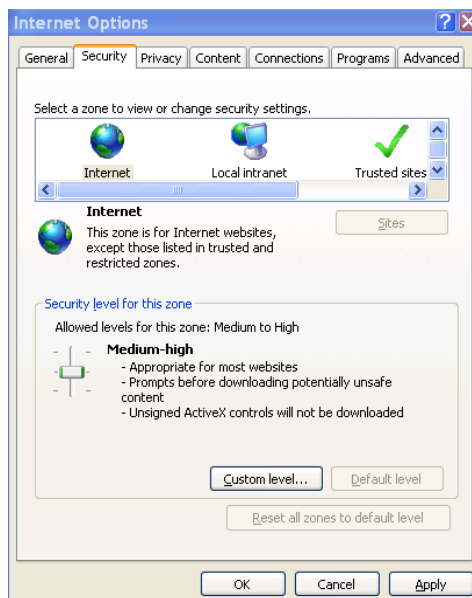 Internet Options
General Security Privacy Content Connections Programs Advanced
Select a zone to view or change security settings.
Internet Local intranet Trusted sites
Internet
Sites
This zone is for Internet websites,
except those listed in trusted and
restricted zones.
Security level for this zone
Allowed levels for this zone: Medium to High
Medium-high
- Appropriate for most websites
- Prompts before downloading potentially unsafe
content
- Unsigned ActiveX controls will not be downloaded
Custom level... Default level
Reset all zones to default level
OK Cancel Apply